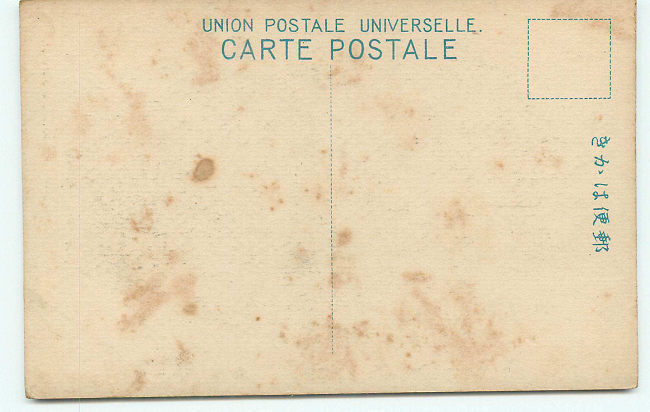 UNION POSTALE UNIVERSELLE.
CARTE POSTALE
郵便はかき